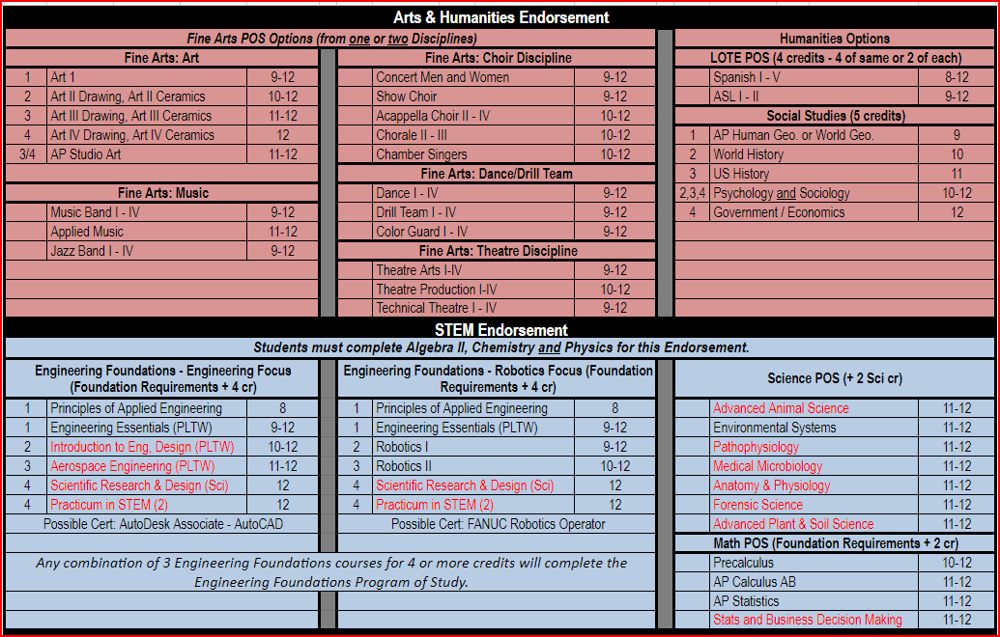 Arts & Humanities Endorsement
Fine Arts POS Options (from one or two Disciplines)
Fine Arts: Art
1 Art 1 9-12
2 Art II Drawing, Art II Ceramics 10-12
3 Art III Drawing, Art III Ceramics 11-12
4 Art IV Drawing, Art IV Ceramics 12
3/4 AP Studio Art 11-12
Fine Arts: Music
Music Band I - IV 9-12
Applied Music 11-12
Jazz Band I - IV 9-12
Fine Arts: Choir Discipline
Concert Men and Women 9-12
Show Choir 9-12
Acappella Choir II - IV 10-12
Chorale II - III 10-12
Chamber Singers 10-12
Fine Arts: Dance/Drill Team
Dance I - IV 9-12
Drill Team I - IV 9-12
Color Guard I - IV 9-12
Fine Arts: Theatre Discipline
Theatre Arts I-IV 9-12
Theatre Production I-IV 10-12
Technical Theatre I - IV 9-12
Humanities Options
LOTE POS (4 credits - 4 of same or 2 of each)
Spanish I - V 8-12
ASL I - II 9-12
Social Studies (5 credits)
1 AP Human Geo. or World Geo. 9
2 World History 10
3 US History 11
2,3,4 Psychology and Sociology 10-12
4 Government / Economics 12
STEM Endorsement
Students must complete Algebra II, Chemistry and Physics for this Endorsement.
Engineering Foundations - Engineering Focus
(Foundation Requirements + 4 cr)
1 Principles of Applied Engineering 8
1 Engineering Essentials (PLTW) 9-12
2 Introduction to Eng, Design (PLTW) 10-12
3 Aerospace Engineering (PLTW) 11-12
4 Scientific Research & Design (Sci) 12
4 Practicum in STEM (2) 12
Possible Cert: AutoDesk Associate - AutoCAD
Engineering Foundations - Robotics Focus (Foundation
Requirements + 4 cr)
1 Principles of Applied Engineering 8
1 Engineering Essentials (PLTW) 9-12
2 Robotics I 9-12
3 Robotics II 10-12
4 Scientific Research & Design (Sci) 12
4 Practicum in STEM (2) 12
Possible Cert: FANUC Robotics Operator
Any combination of 3 Engineering Foundations courses for 4 or more credits will complete the
Engineering Foundations Program of Study.
Science POS (+ 2 Sci cr)
Advanced Animal Science 11-12
Environmental Systems 11-12
Pathophysiology 11-12
Medical Microbiology 11-12
Anatomy & Physiology 11-12
Forensic Science 11-12
Advanced Plant & Soil Science 11-12
Math POS (Foundation Requirements + 2 cr)
Precalculus 10-12
AP Calculus AB 11-12
AP Statistics 11-12
Stats and Business Decision Making 11-12